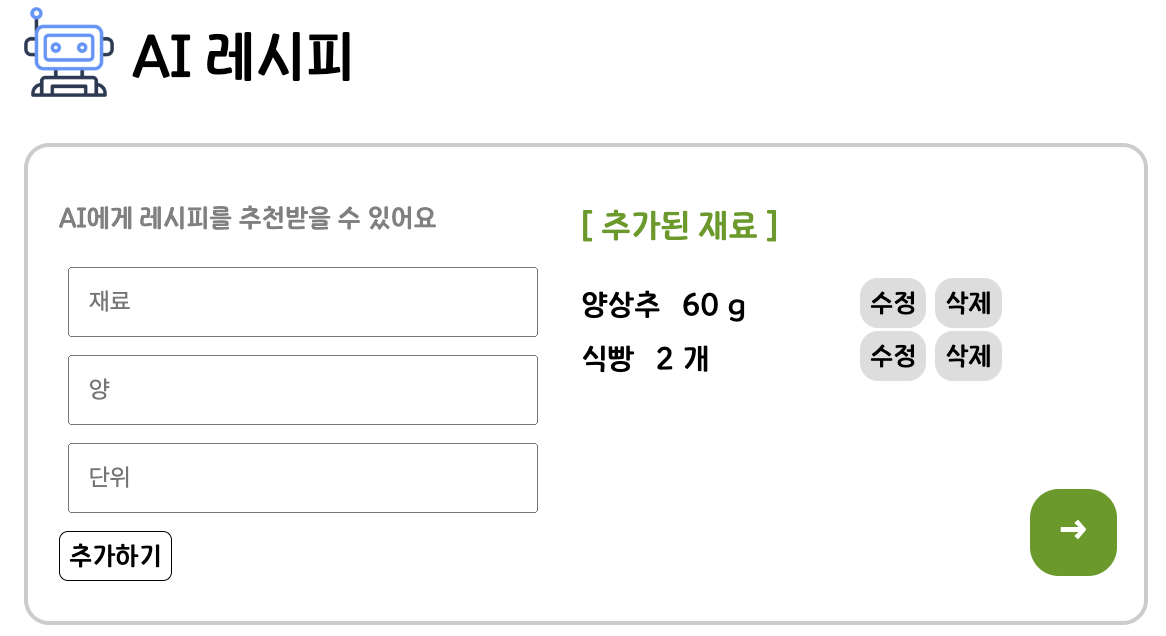 AI 레시피
AI에게 레시피를 추천받을 수 있어요
재료
양
단위
추가하기
[ 추가된 재료 ]
양상추 60 g 수정 삭제
식빵 2 개 수정 삭제
→